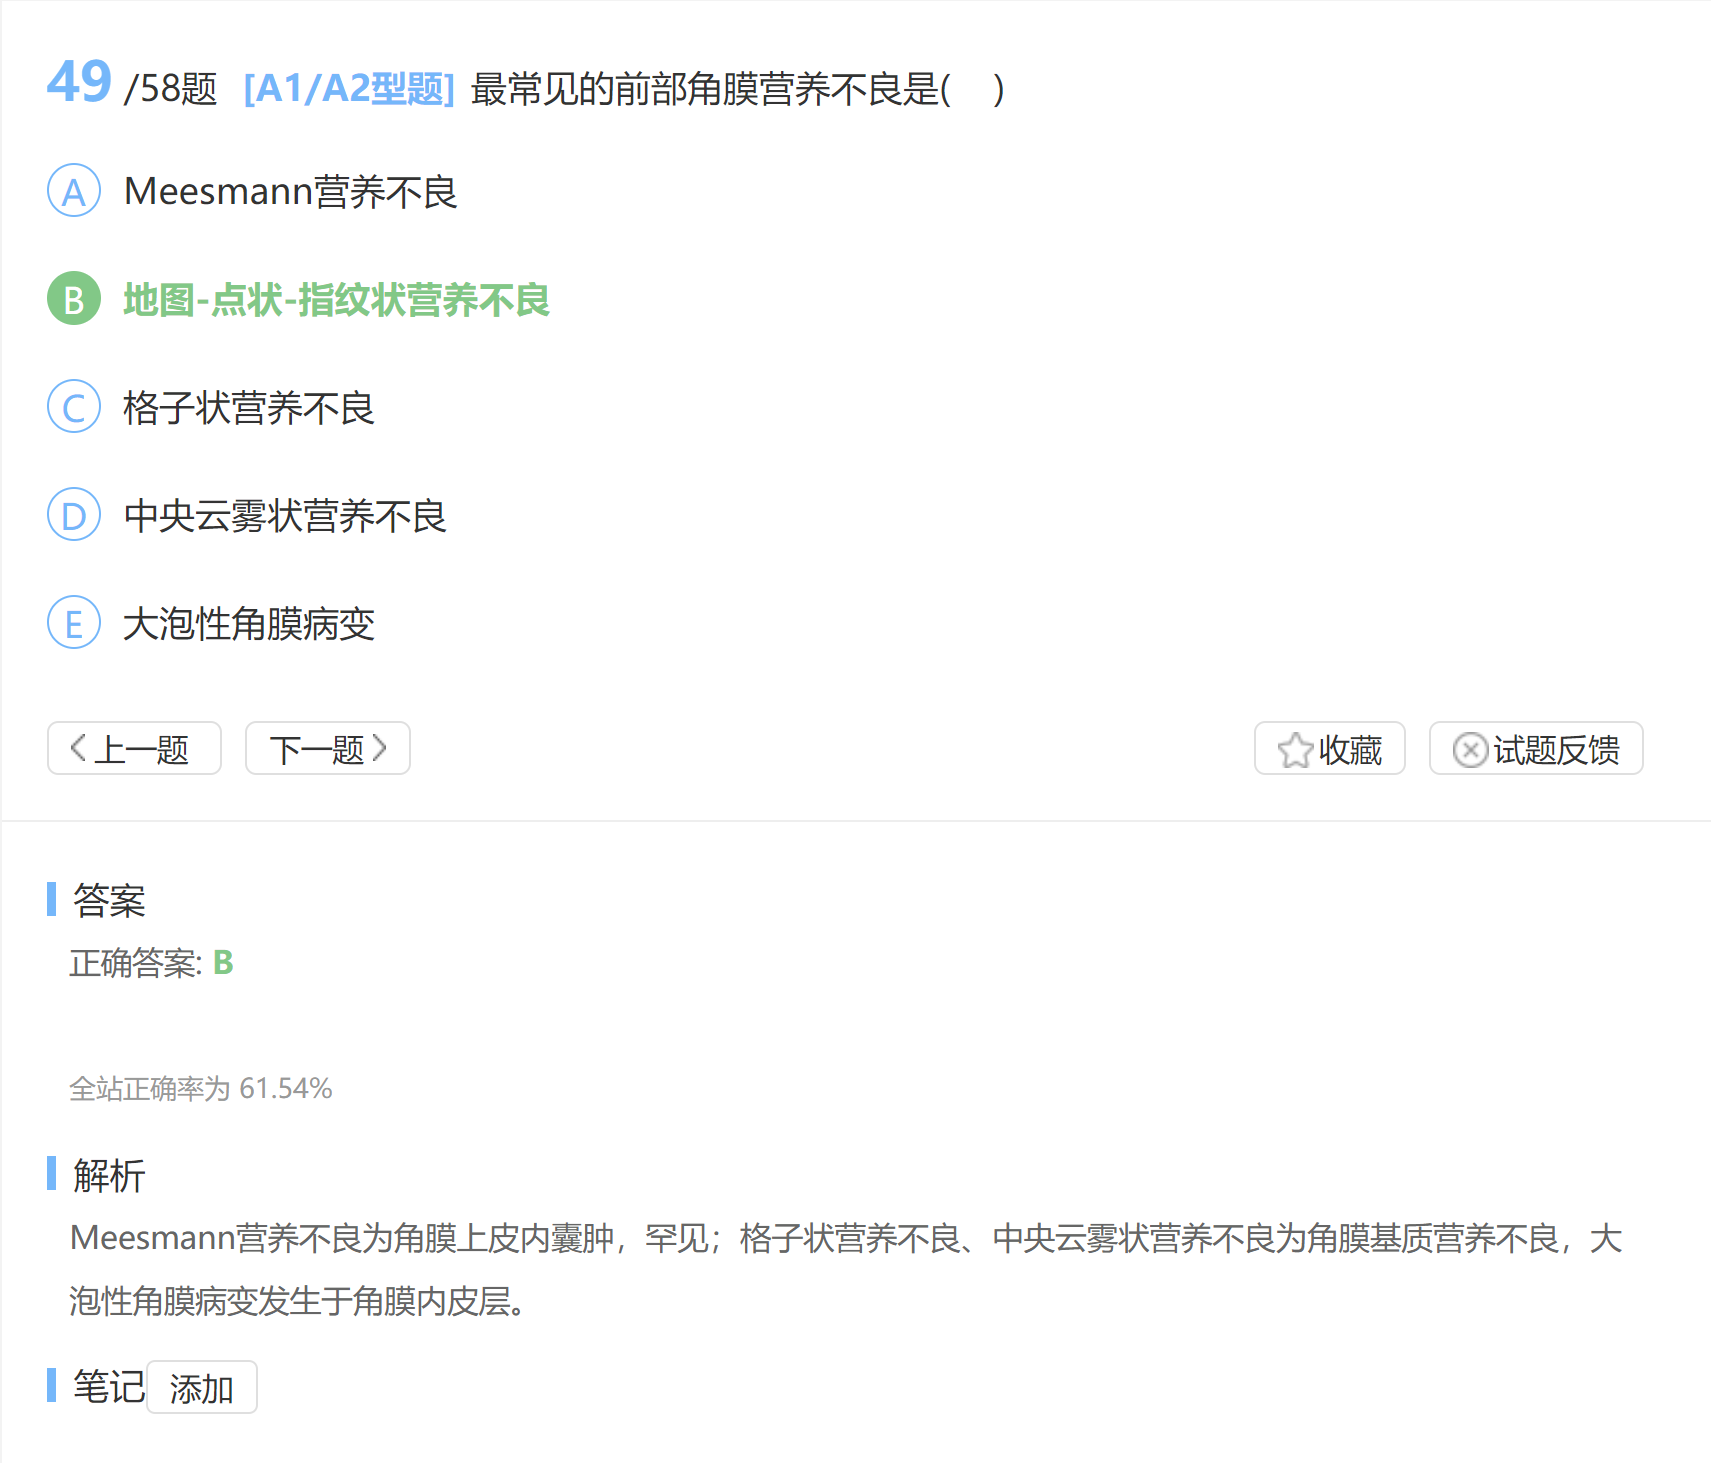 49 /58题 [A1/A2型题] 最常见的前部角膜营养不良是( )
A Meesmann营养不良
B 地图-点状-指纹状营养不良
C 格子状营养不良
D 中央云雾状营养不良
E 大泡性角膜病变
上一题 下一题 收藏 试题反馈
答案
正确答案: B
全站正确率为 61.54%
解析
Meesmann营养不良为角膜上皮内囊肿，罕见；格子状营养不良、中央云雾状营养不良为角膜基质营养不良，大
泡性角膜病变发生于角膜内皮层。
笔记 添加